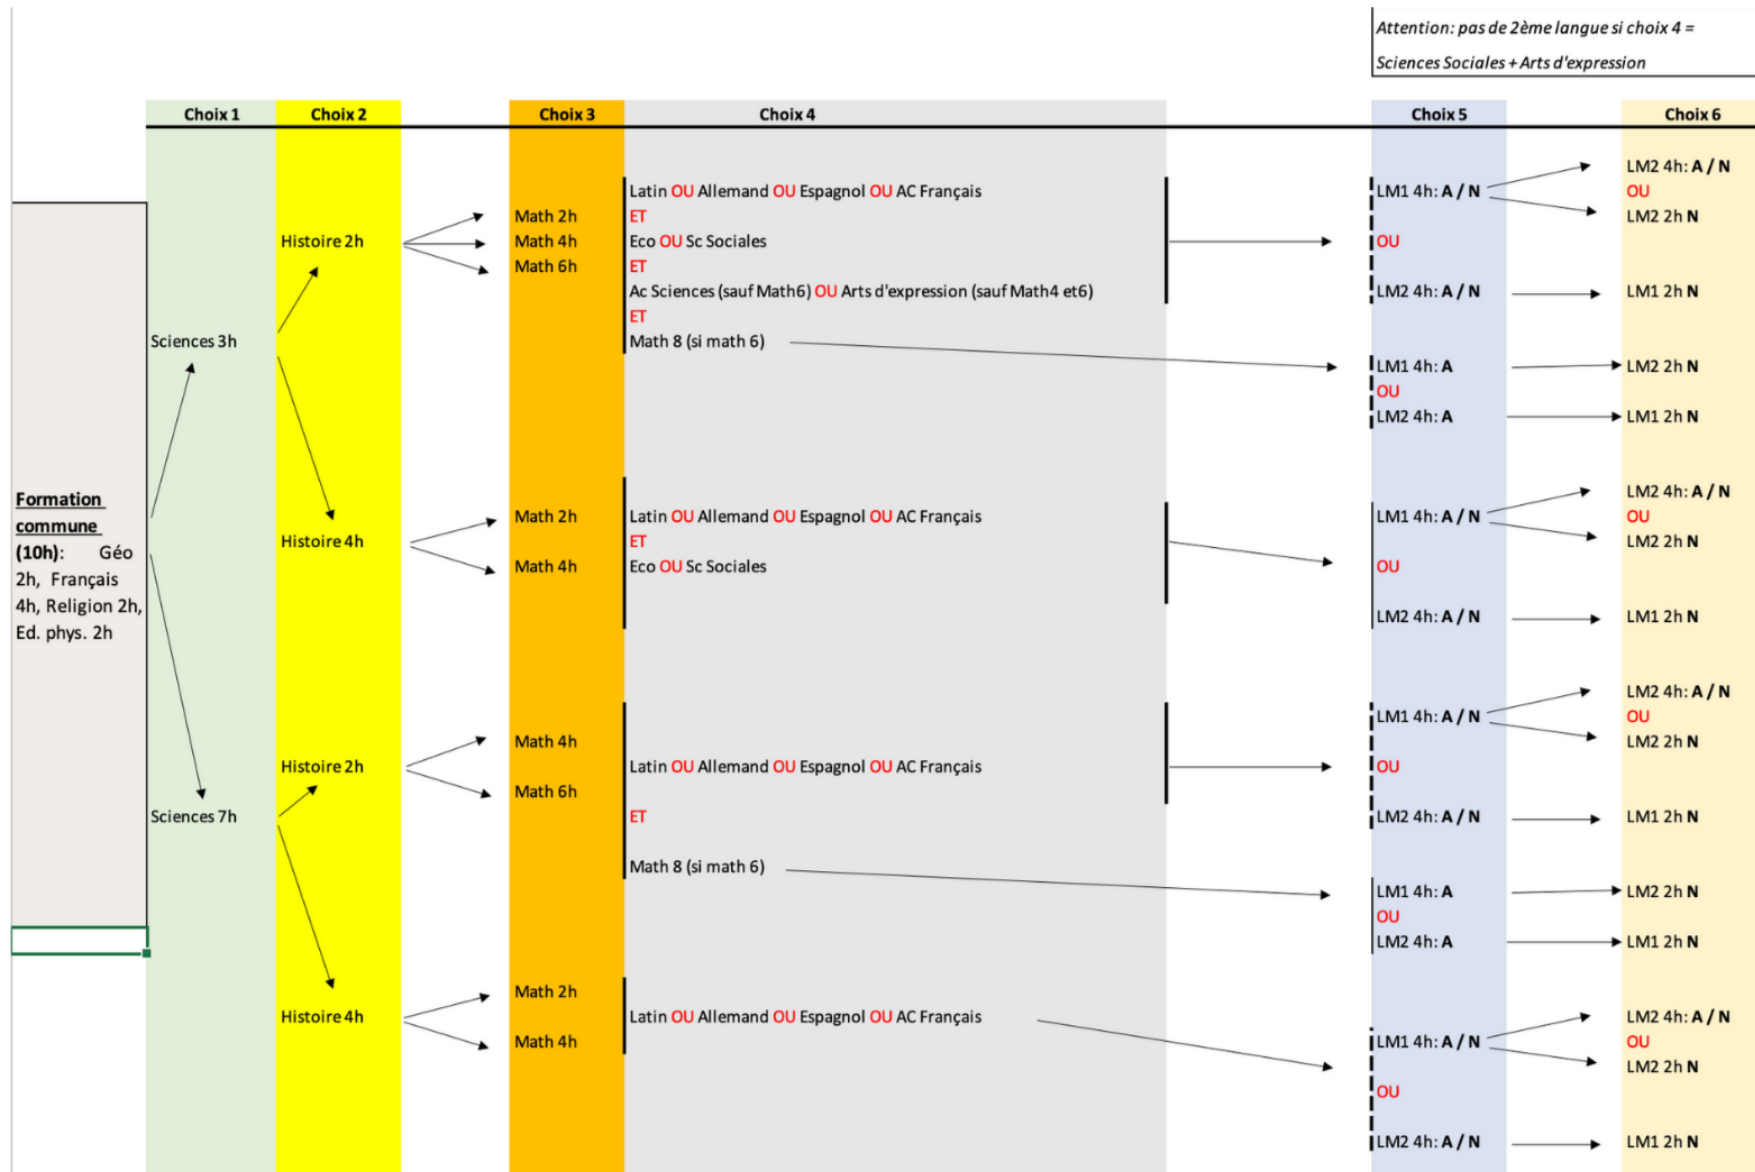 Attention: pas de 2ème langue si choix 4 =
Sciences Sociales + Arts d'expression
Choix 1
Choix 2
Choix 3
Choix 4
Choix 5
Choix 6
Formation
commune
(10h): Géo
2h, Français
4h, Religion 2h,
Ed. phys. 2h
Sciences 3h
Histoire 2h
Math 2h
Math 4h
Math 6h
Latin OU Allemand OU Espagnol OU AC Français
ET
Eco OU Sc Sociales
ET
Ac Sciences (sauf Math6) OU Arts d'expression (sauf Math4 et6)
ET
Math 8 (si math 6)
LM1 4h: A / N
OU
LM2 4h: A / N
LM2 4h: A / N
OU
LM2 2h N
LM1 2h N
LM1 4h: A
OU
LM2 4h: A
LM2 2h N
LM1 2h N
Histoire 4h
Math 2h
Math 4h
Latin OU Allemand OU Espagnol OU AC Français
ET
Eco OU Sc Sociales
LM1 4h: A / N
OU
LM2 4h: A / N
LM2 4h: A / N
OU
LM2 2h N
LM1 2h N
Sciences 7h
Histoire 2h
Math 4h
Math 6h
Latin OU Allemand OU Espagnol OU AC Français
ET
Math 8 (si math 6)
LM1 4h: A / N
OU
LM2 4h: A / N
LM2 4h: A / N
OU
LM2 2h N
LM1 2h N
LM1 4h: A
OU
LM2 4h: A
LM2 2h N
LM1 2h N
Histoire 4h
Math 2h
Math 4h
Latin OU Allemand OU Espagnol OU AC Français
LM1 4h: A / N
OU
LM2 4h: A / N
LM2 4h: A / N
OU
LM2 2h N
LM1 2h N